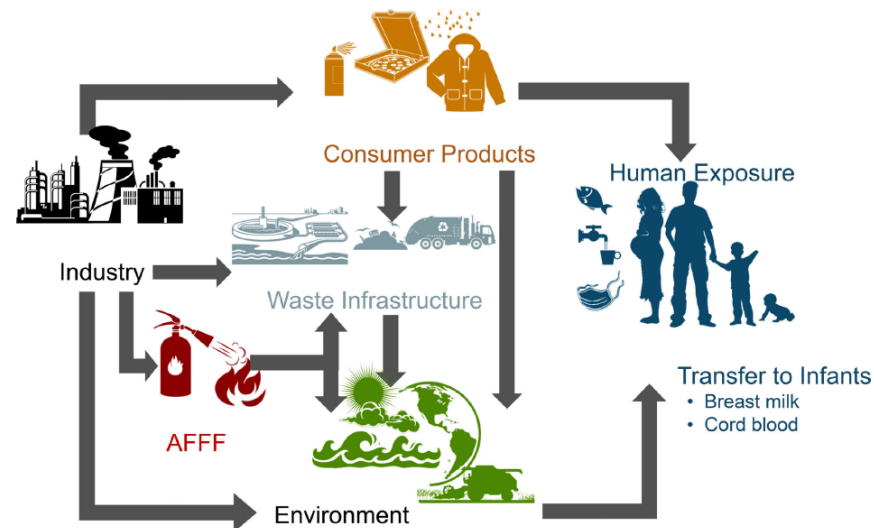 Consumer Products
Human Exposure
Industry
Waste Infrastructure
AFFF
Transfer to Infants
• Breast milk
• Cord blood
Environment